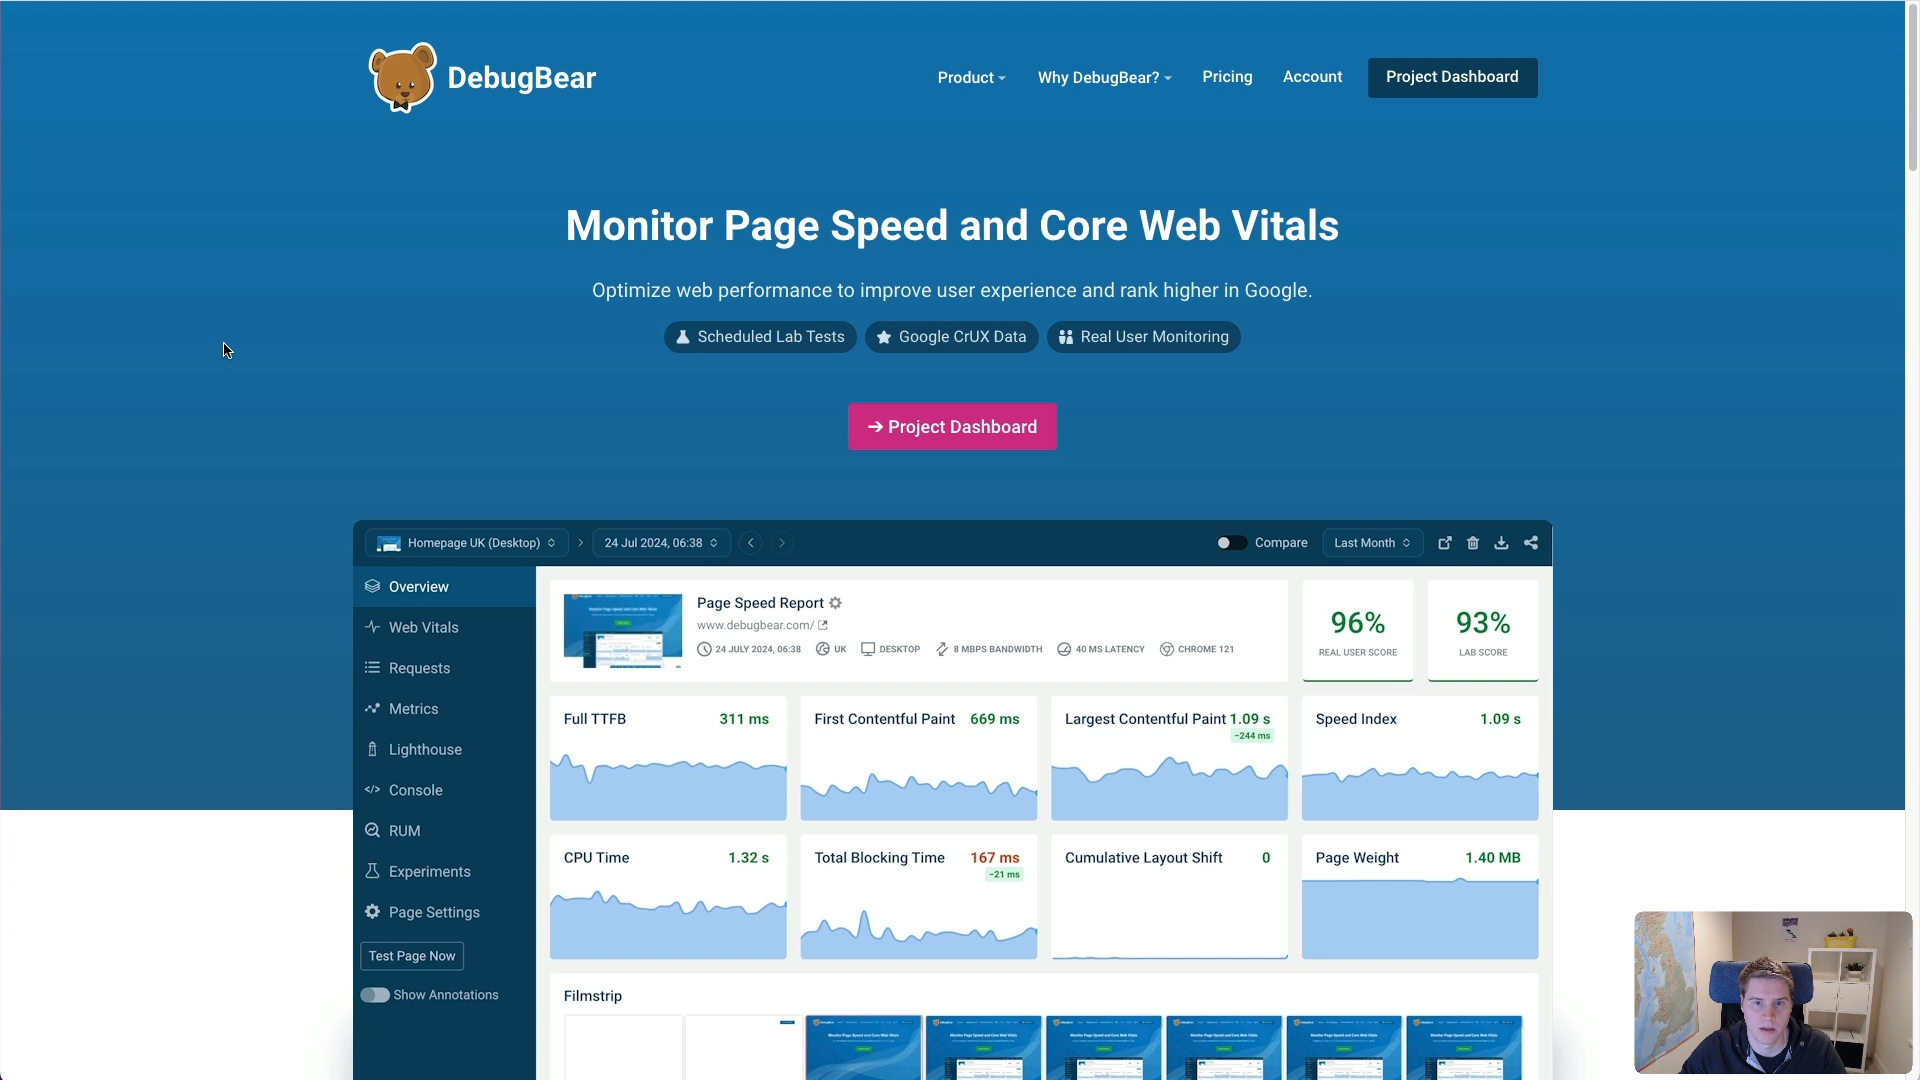 DebugBear
Product
Why DebugBear?
Pricing
Account
Project Dashboard
Monitor Page Speed and Core Web Vitals
Optimize web performance to improve user experience and rank higher in Google.
Scheduled Lab Tests
Google CrUX Data
Real User Monitoring
→ Project Dashboard
Homepage UK (Desktop)
24 Jul 2024, 06:38
Compare
Last Month
Overview
Web Vitals
Requests
Metrics
Lighthouse
Console
RUM
Experiments
Page Settings
Test Page Now
Show Annotations
Page Speed Report
www.debugbear.com/
24 JULY 2024, 06:38
UK
DESKTOP
8 MBPS BANDWIDTH
40 MS LATENCY
CHROME 121
96%
REAL USER SCORE
93%
LAB SCORE
Full TTFB 311 ms
First Contentful Paint 669 ms
Largest Contentful Paint 1.09 s
-244 ms
Speed Index 1.09 s
CPU Time 1.32 s
Total Blocking Time 167 ms
-21 ms
Cumulative Layout Shift 0
Page Weight 1.40 MB
Filmstrip